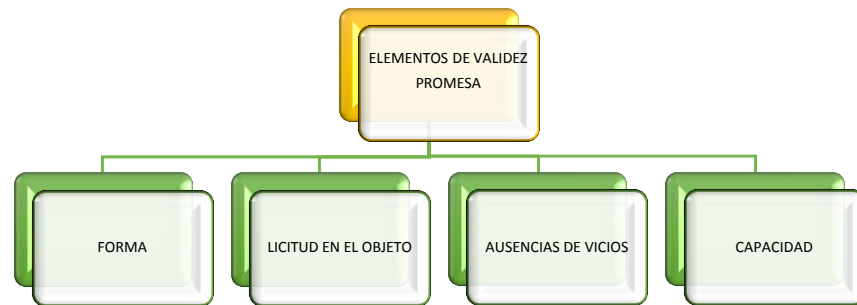 ELEMENTOS DE VALIDEZ
PROMESA
FORMA
LICITUD EN EL OBJETO
AUSENCIAS DE VICIOS
CAPACIDAD